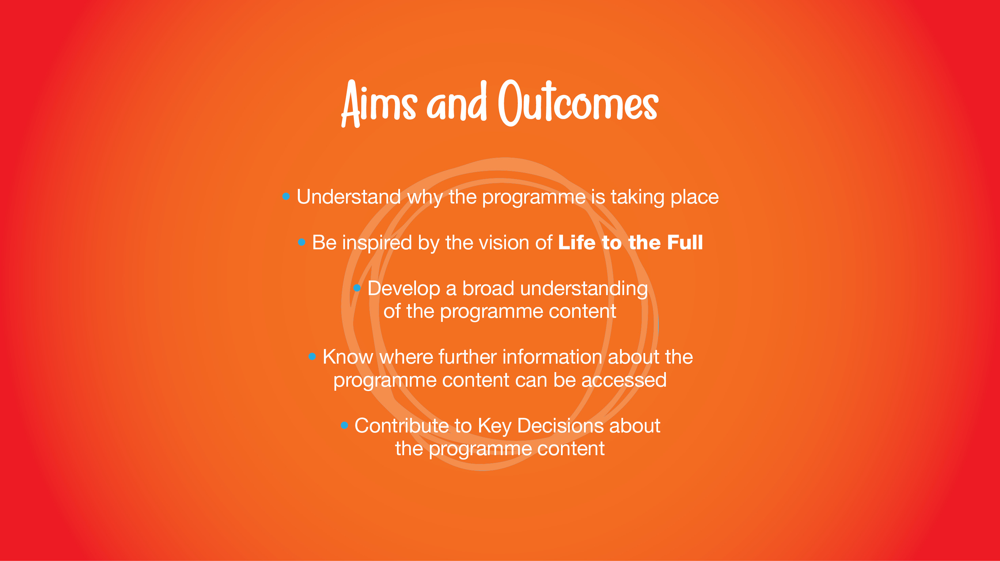 Aims and Outcomes
• Understand why the programme is taking place
• Be inspired by the vision of Life to the Full
• Develop a broad understanding
of the programme content
• Know where further information about the
programme content can be accessed
• Contribute to Key Decisions about
the programme content